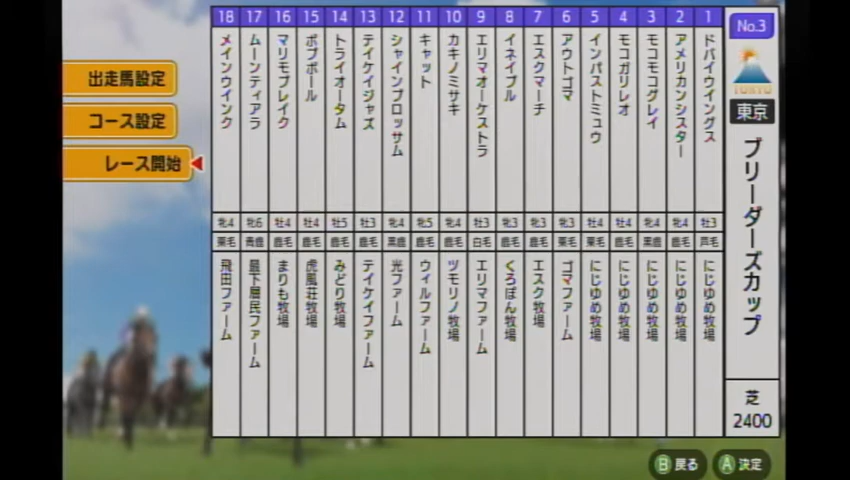 No.3
TOKYO
東京
ブリーダーズカップ
芝
2400
1 ドバイウイングス 牡3 芦毛 にじゆめ牧場
2 アメリカンシスター 牝4 鹿毛 にじゆめ牧場
3 モコモコグレイ 牝4 黒鹿 にじゆめ牧場
4 モコガリレオ 牡4 鹿毛 にじゆめ牧場
5 インパストミュウ 牡4 栗毛 にじゆめ牧場
6 アウトゴマ 牝3 栗毛 ゴマファーム
7 エスクマーチ 牝3 鹿毛 エスク牧場
8 イネイブル 牝3 鹿毛 くろぱん牧場
9 エリマオーケストラ 牡3 白毛 エリマファーム
10 カキノミサキ 牝4 鹿毛 ツモリノ牧場
11 キャット 牝5 鹿毛 ウィルファーム
12 シャインブロッサム 牝4 黒鹿 光ファーム
13 テイケイジャズ 牡3 鹿毛 テイケイファーム
14 トライオータム 牡5 鹿毛 みどり牧場
15 ボブボール 牡4 鹿毛 虎風荘牧場
16 マリモブレイク 牡4 鹿毛 まりも牧場
17 ムーンティアラ 牝6 青鹿 最下層民ファーム
18 メインウインク 牝4 栗毛 飛田ファーム
出走馬設定
コース設定
レース開始
B 戻る
A 決定